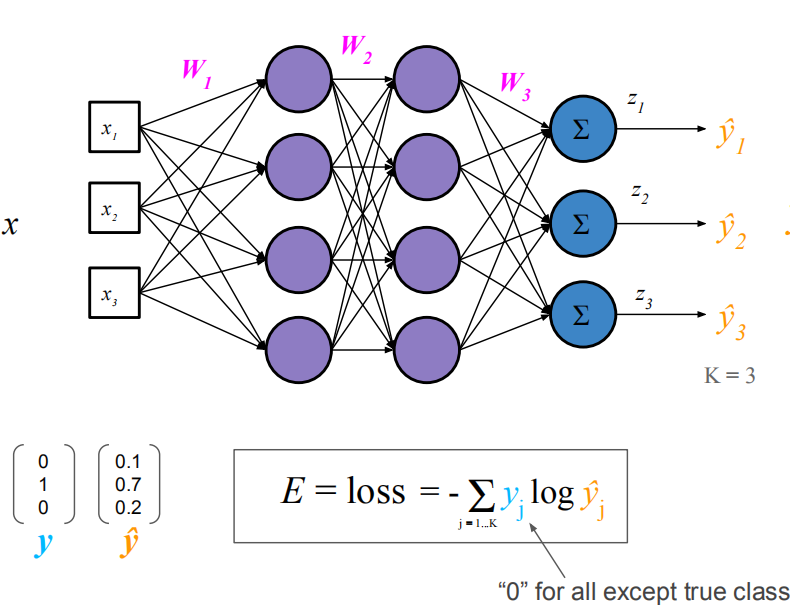 W₁
W₂
W₃
x
x₁
x₂
x₃
Σ
Σ
Σ
z₁
z₂
z₃
ŷ₁
ŷ₂
ŷ₃
K = 3
0
1
0
y
0.1
0.7
0.2
ŷ
E = loss = - Σ yⱼ log ŷⱼ
j = 1...K
“0” for all except true class